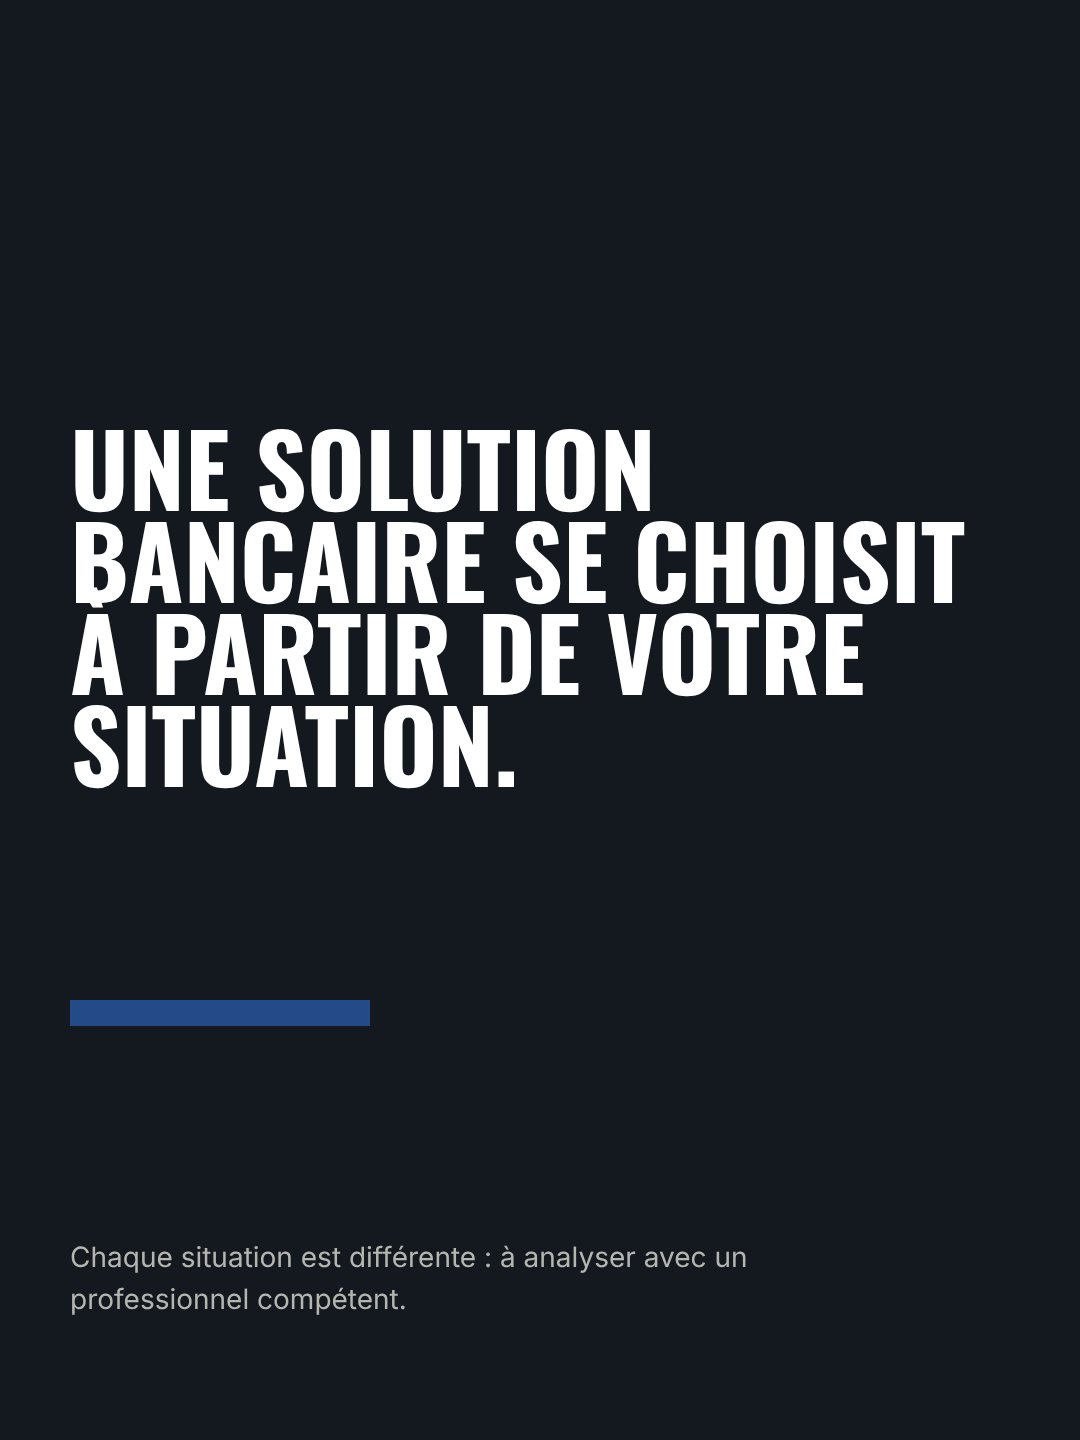 UNE SOLUTION
BANCAIRE SE CHOISIT
À PARTIR DE VOTRE
SITUATION.
Chaque situation est différente : à analyser avec un
professionnel compétent.